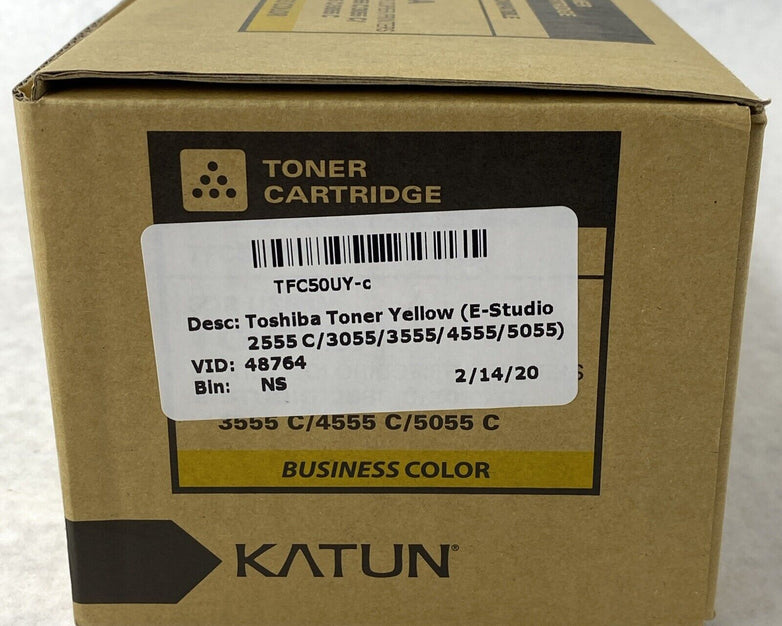 TONER
CARTRIDGE
TFC50UY-c
Desc: Toshiba Toner Yellow (E-Studio
2555 C/3055/3555/4555/5055)
VID: 48764
Bin: NS 2/14/20
S
3555 C/4555 C/5055 C
BUSINESS COLOR
KATUN®